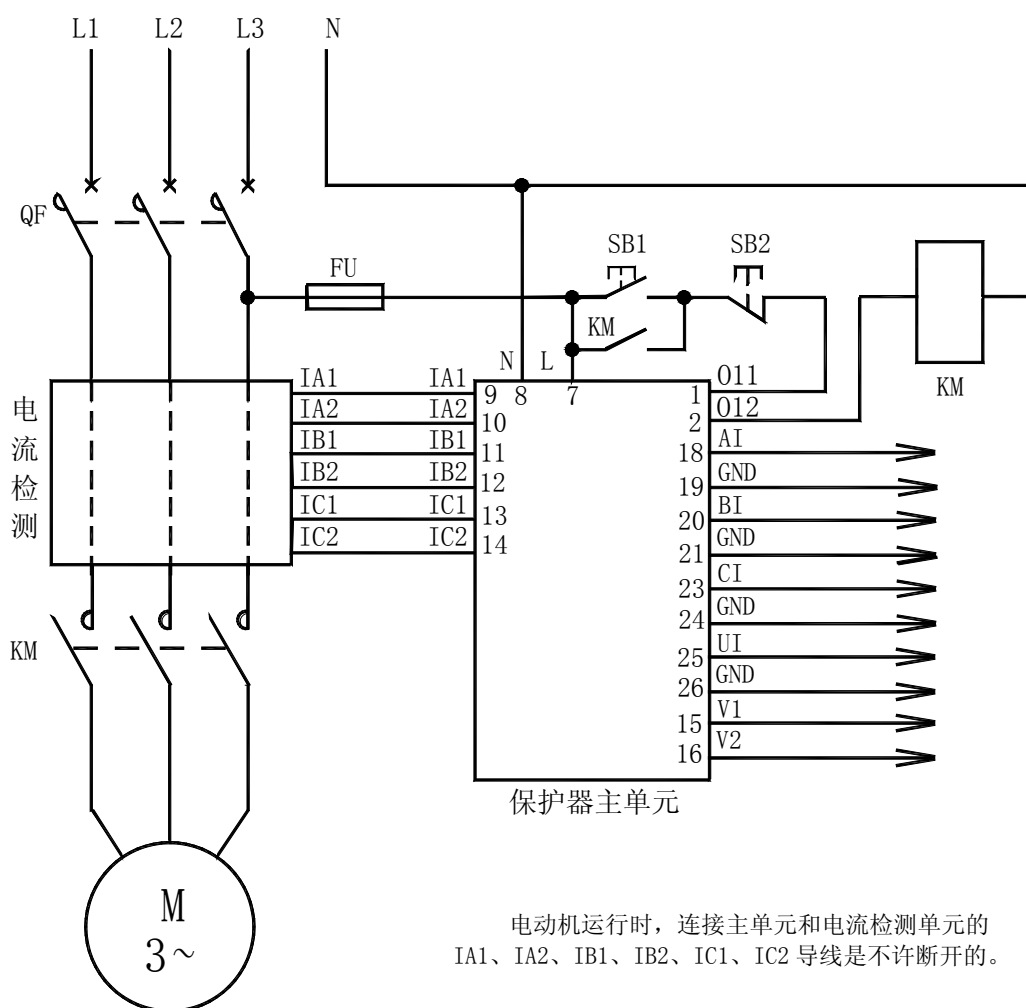 L1 L2 L3 N
QF
SB1 SB2
FU
KM
N L
KM
电流检测
IA1 IA1 9 8 7 1 O11
IA2 IA2 10 2 O12
IB1 IB1 11 18 AI
IB2 IB2 12 19 GND
IC1 IC1 13 20 BI
IC2 IC2 14 21 GND
23 CI
24 GND
KM
25 UI
26 GND
15 V1
16 V2
保护器主单元
M
3~
电动机运行时，连接主单元和电流检测单元的
IA1、IA2、IB1、IB2、IC1、IC2 导线是不许断开的。